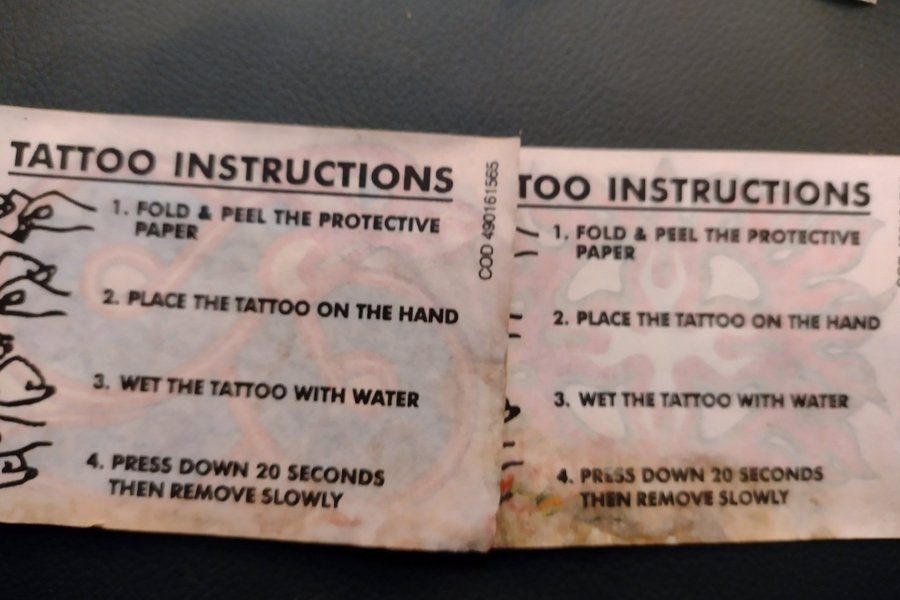 TATTOO INSTRUCTIONS
1. FOLD & PEEL THE PROTECTIVE
PAPER
2. PLACE THE TATTOO ON THE HAND
3. WET THE TATTOO WITH WATER
4. PRESS DOWN 20 SECONDS
THEN REMOVE SLOWLY
COD 490161565
TOO INSTRUCTIONS
1. FOLD & PEEL THE PROTECTIVE
PAPER
2. PLACE THE TATTOO ON THE HAND
3. WET THE TATTOO WITH WATER
4. PRESS DOWN 20 SECONDS
THEN REMOVE SLOWLY